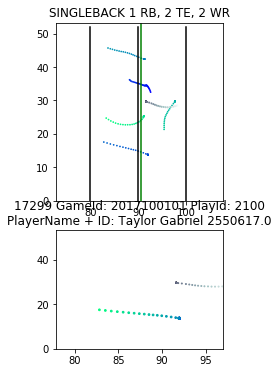 SINGLEBACK 1 RB, 2 TE, 2 WR
50
40
30
20
10
0
80 90 100
17299 GameId: 2017100101 PlayId: 2100
PlayerName + ID: Taylor Gabriel 2550617.0
40
20
0
80 85 90 95